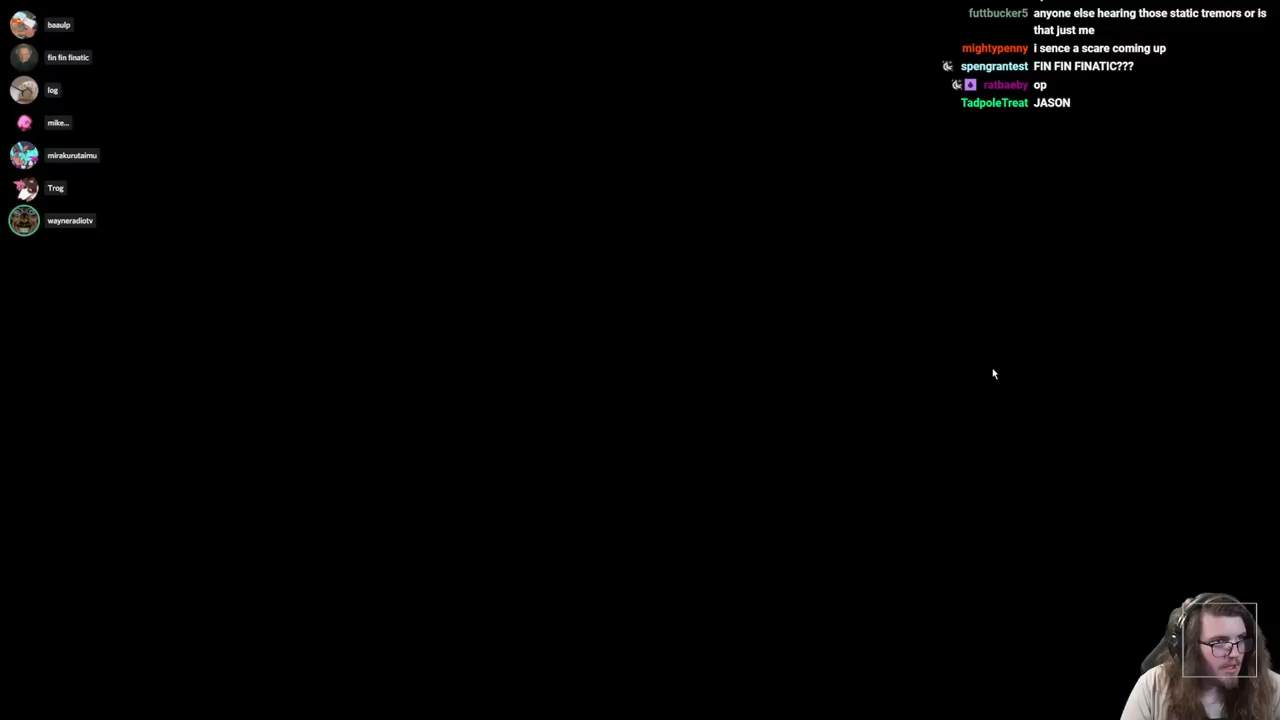 baaulp
fin fin finatic
log
mike...
mirakurutaimu
Trog
wayneradiotv
futtbucker5 anyone else hearing those static tremors or is
that just me
mightypenny i sence a scare coming up
spengrantest FIN FIN FINATIC???
ratbaeby op
TadpoleTreat JASON